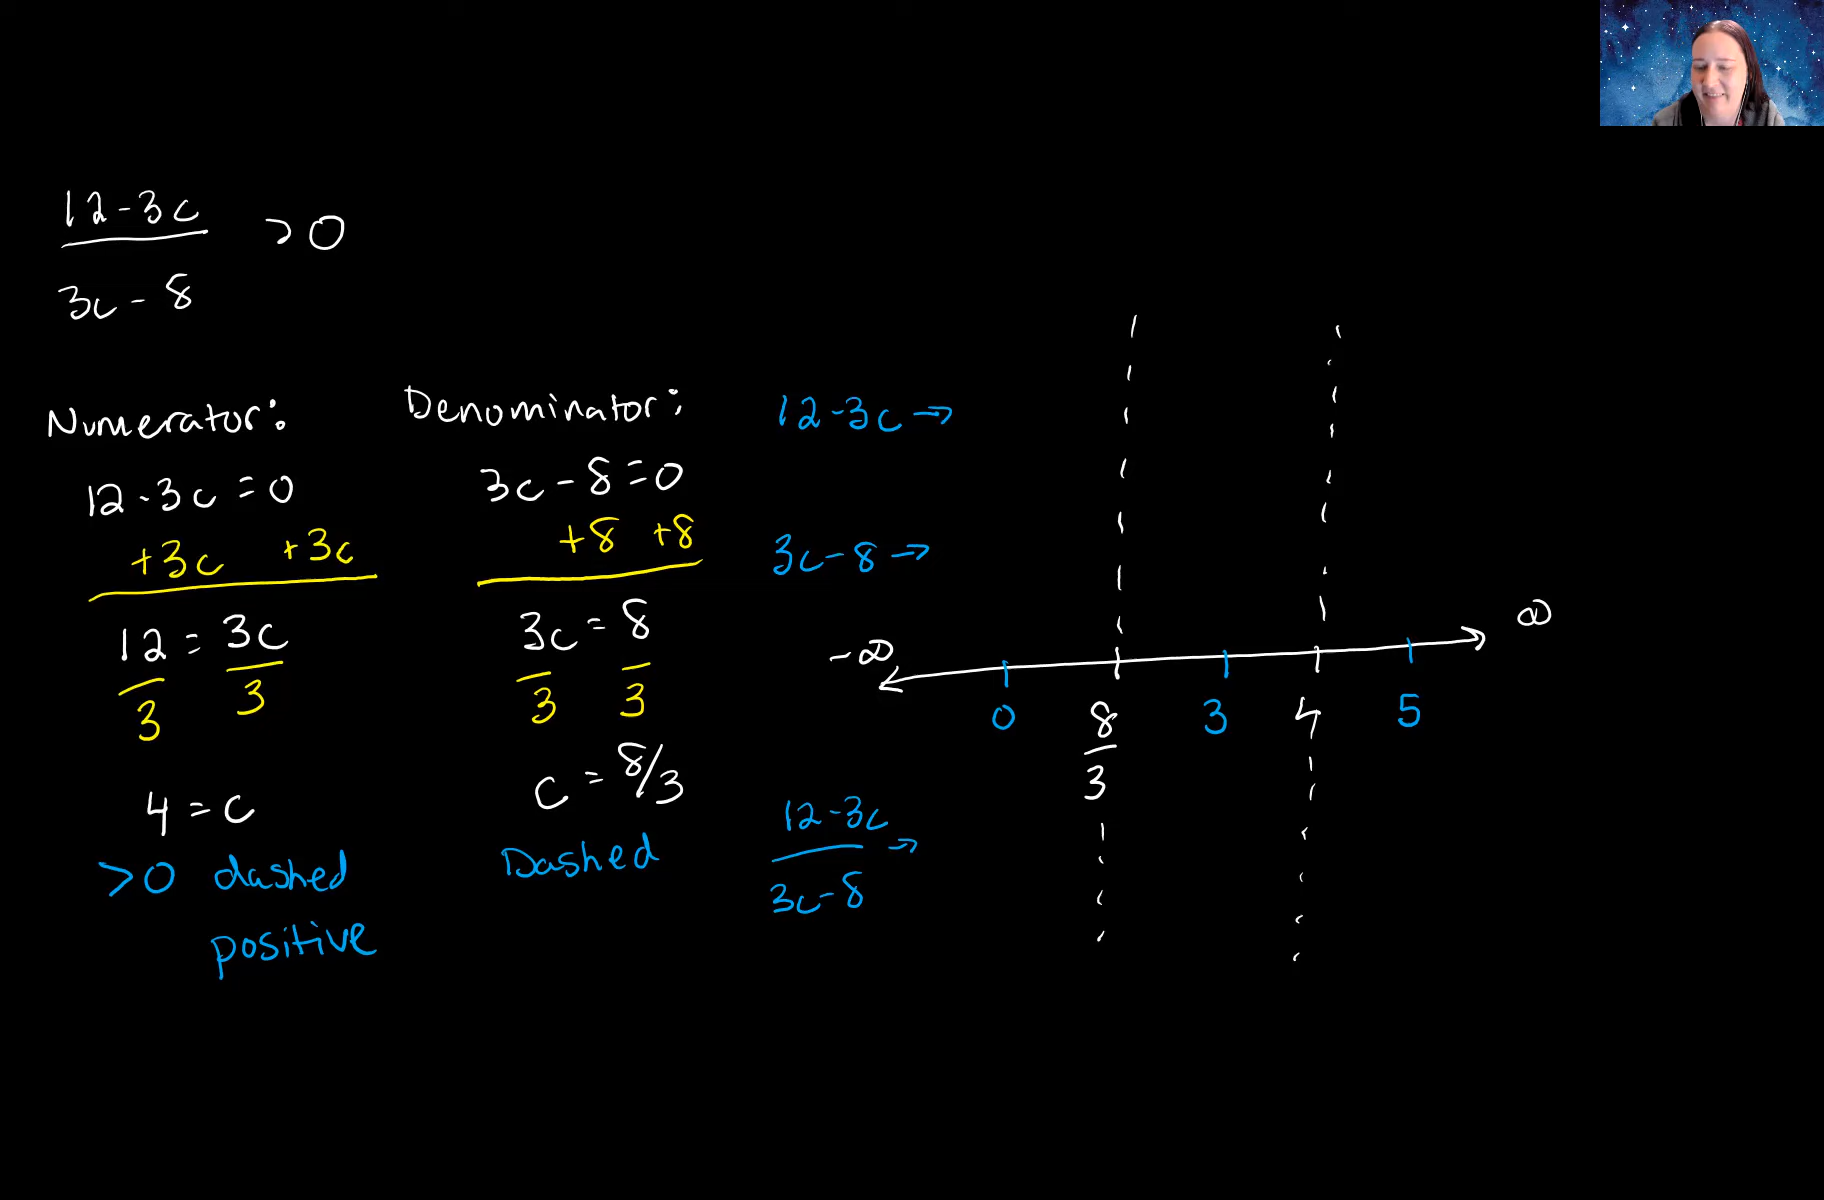 12-3c
3c-8
>0
Numerator:
12-3c=0
+3c +3c
12=3c
3 3
4=c
>0 dashed
positive
Denominator:
3c-8=0
+8 +8
3c=8
3 3
c=8/3
Dashed
12-3c→
3c-8→
-∞ ∞
0 8/3 3 4 5
12-3c
→
3c-8